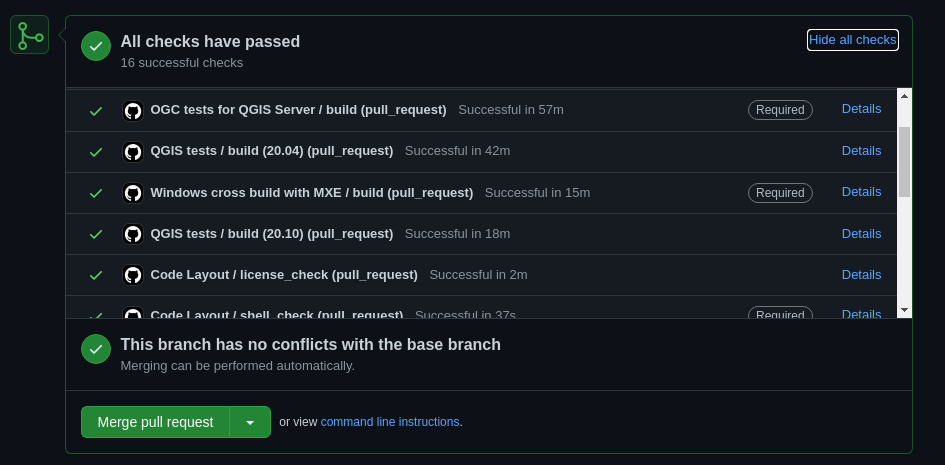 All checks have passed
Hide all checks
16 successful checks
OGC tests for QGIS Server / build (pull_request) Successful in 57m Required Details
QGIS tests / build (20.04) (pull_request) Successful in 42m Details
Windows cross build with MXE / build (pull_request) Successful in 15m Required Details
QGIS tests / build (20.10) (pull_request) Successful in 18m Details
Code Layout / license_check (pull_request) Successful in 2m Details
Code Layout / shell_check (pull_request) Successful in 37s Required Details
This branch has no conflicts with the base branch
Merging can be performed automatically.
Merge pull request or view command line instructions.